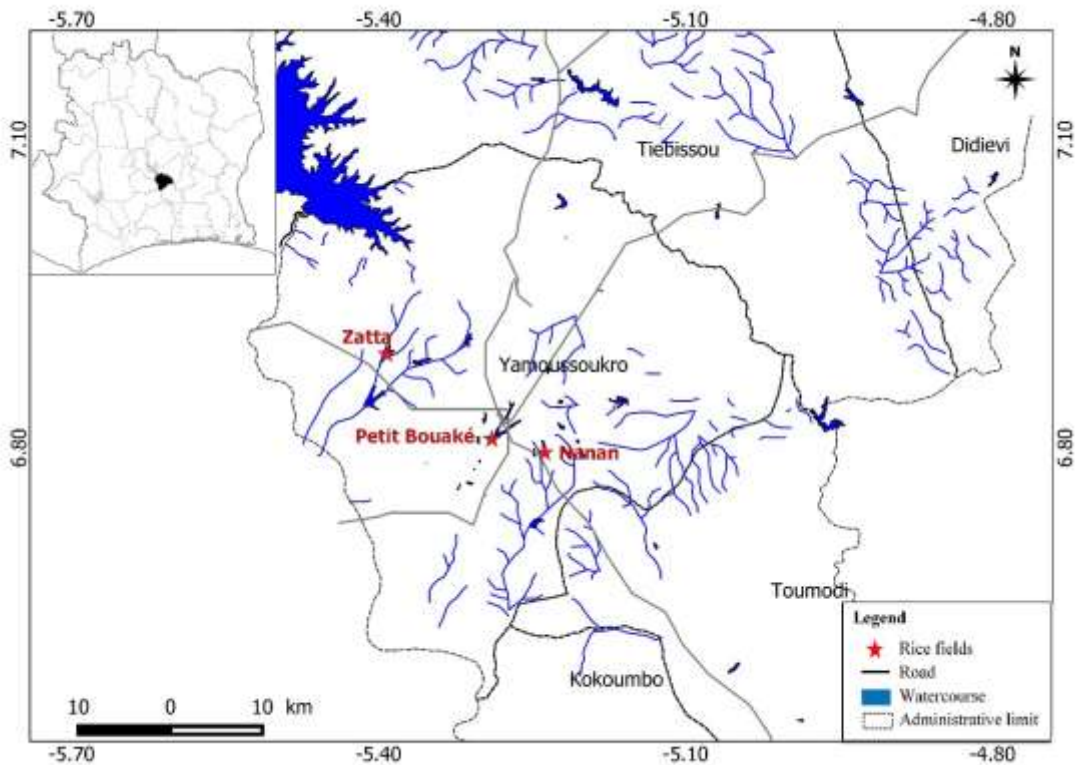 -5.70 -5.40 -5.10 -4.80
N
7.10 7.10
Tiebissou
Didievi
Zatta
Yamoussoukro
Petit Bouaké
Nanan
6.80 6.80
Toumodi
Kokoumbo
Legend
Rice fields
Road
Watercourse
Administrative limit
10 0 10 km
-5.70 -5.40 -5.10 -4.80